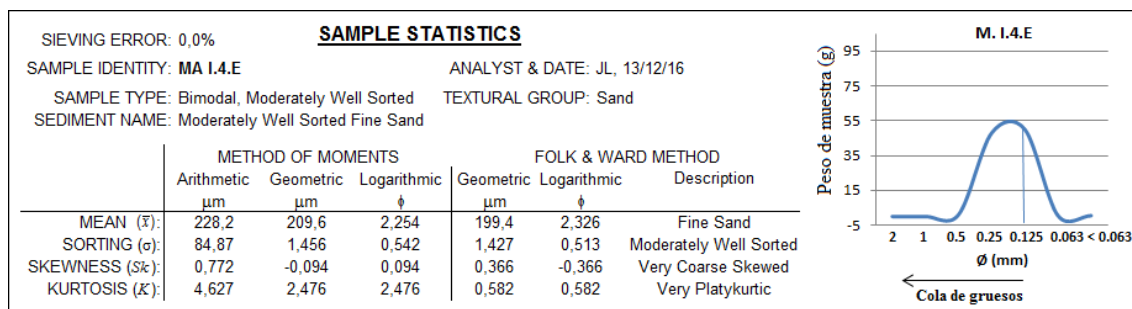 SAMPLE STATISTICS
SIEVING ERROR: 0,0%
SAMPLE IDENTITY: MA I.4.E ANALYST & DATE: JL, 13/12/16
SAMPLE TYPE: Bimodal, Moderately Well Sorted TEXTURAL GROUP: Sand
SEDIMENT NAME: Moderately Well Sorted Fine Sand
METHOD OF MOMENTS FOLK & WARD METHOD
Arithmetic Geometric Logarithmic Geometric Logarithmic Description
µm µm ϕ µm ϕ
MEAN (x̄): 228,2 209,6 2,254 199,4 2,326 Fine Sand
SORTING (σ): 84,87 1,456 0,542 1,427 0,513 Moderately Well Sorted
SKEWNESS (Sk): 0,772 -0,094 0,094 0,366 -0,366 Very Coarse Skewed
KURTOSIS (K): 4,627 2,476 2,476 0,582 0,582 Very Platykurtic
M. I.4.E
Peso de muestra (g)
95
75
55
35
15
-5
2 1 0.5 0.25 0.125 0.063 < 0.063
Ø (mm)
Cola de gruesos